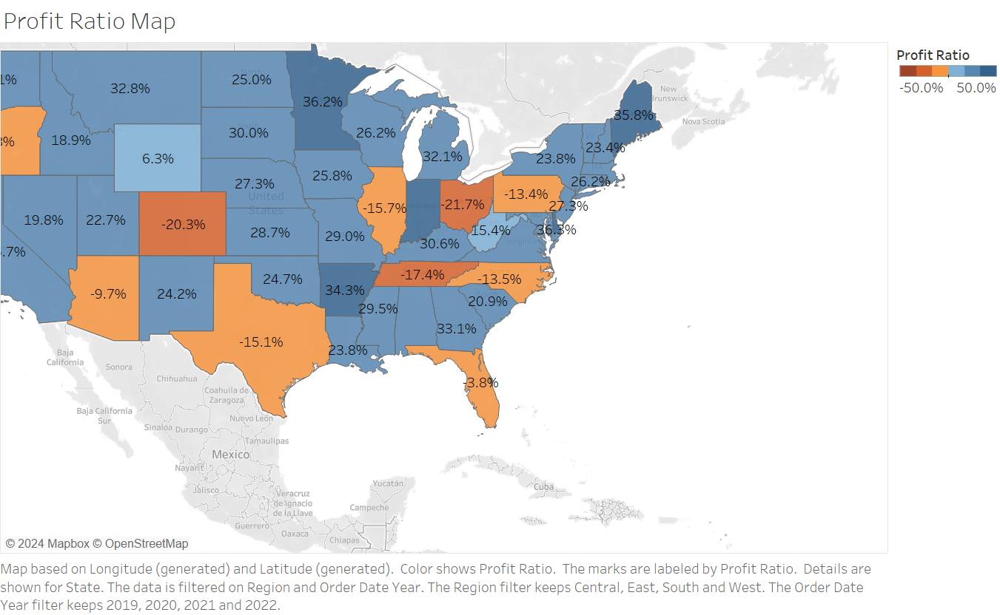 Profit Ratio Map
Profit Ratio
-50.0% 50.0%
1%
32.8%
25.0%
36.2%
35.8%
New
Brunswick
Nova Scotia
3%
18.9%
6.3%
30.0%
26.2%
32.1%
23.8%
23.4%
27.3%
25.8%
26.2%
United
States
19.8%
22.7%
-20.3%
28.7%
29.0%
-15.7%
Indiana
-21.7%
-13.4%
27.3%
15.4%
36.3%
Virginia
.7%
30.6%
-9.7%
24.2%
24.7%
34.3%
-17.4%
-13.5%
29.5%
20.9%
33.1%
-15.1%
23.8%
-3.8%
Baja
California
Sonora
Chihuahua
Coahuila de
Zaragoza
Baja California
Sur
Nuevo León
Sinaloa
Durango
Tamaulipas
Mexico
Nayarit
Jalisco
Veracruz
de Ignacio
de la Llave
Yucatán
Campeche
Cuba
Guerrero
Oaxaca
Chiapas
© 2024 Mapbox © OpenStreetMap
Map based on Longitude (generated) and Latitude (generated).  Color shows Profit Ratio.  The marks are labeled by Profit Ratio.  Details are
shown for State. The data is filtered on Region and Order Date Year. The Region filter keeps Central, East, South and West. The Order Date
Year filter keeps 2019, 2020, 2021 and 2022.